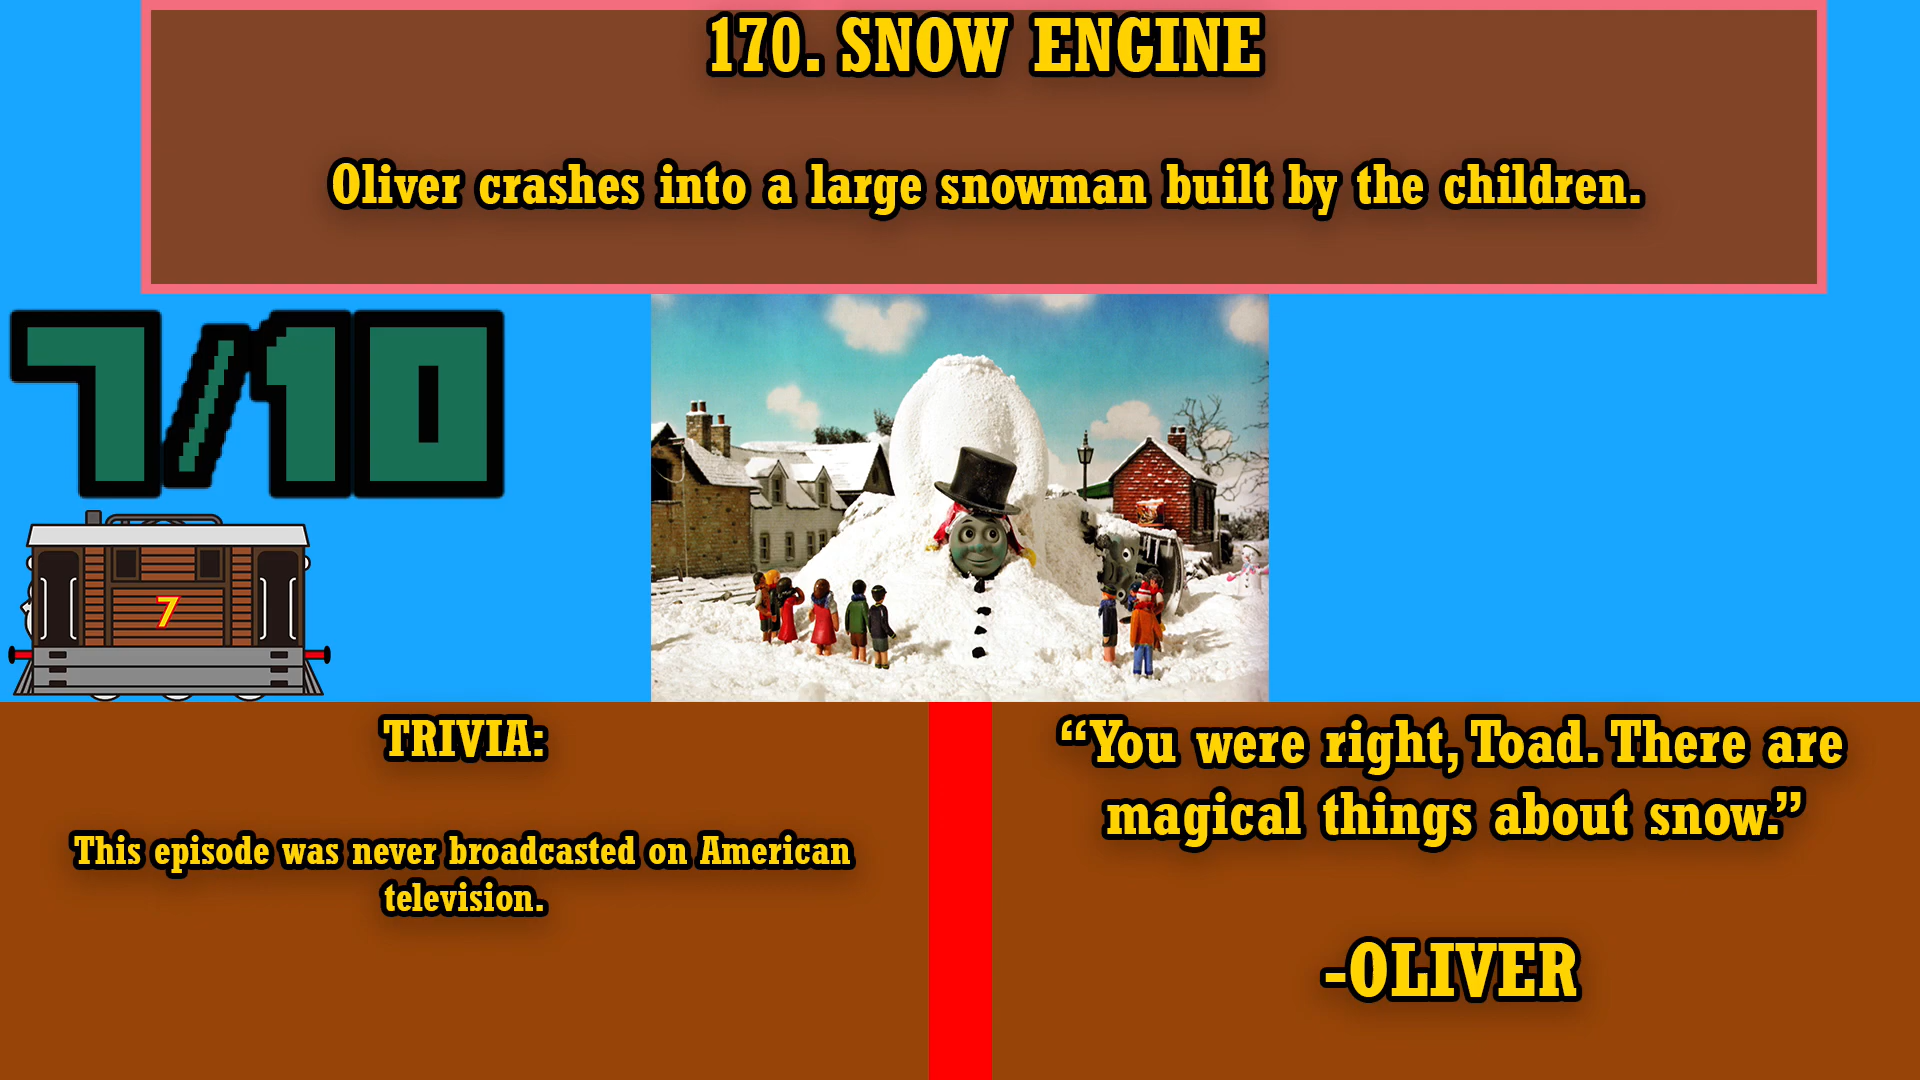 170. SNOW ENGINE
Oliver crashes into a large snowman built by the children.
7/10
7
TRIVIA:
This episode was never broadcasted on American
television.
“You were right, Toad. There are
magical things about snow.”
-OLIVER